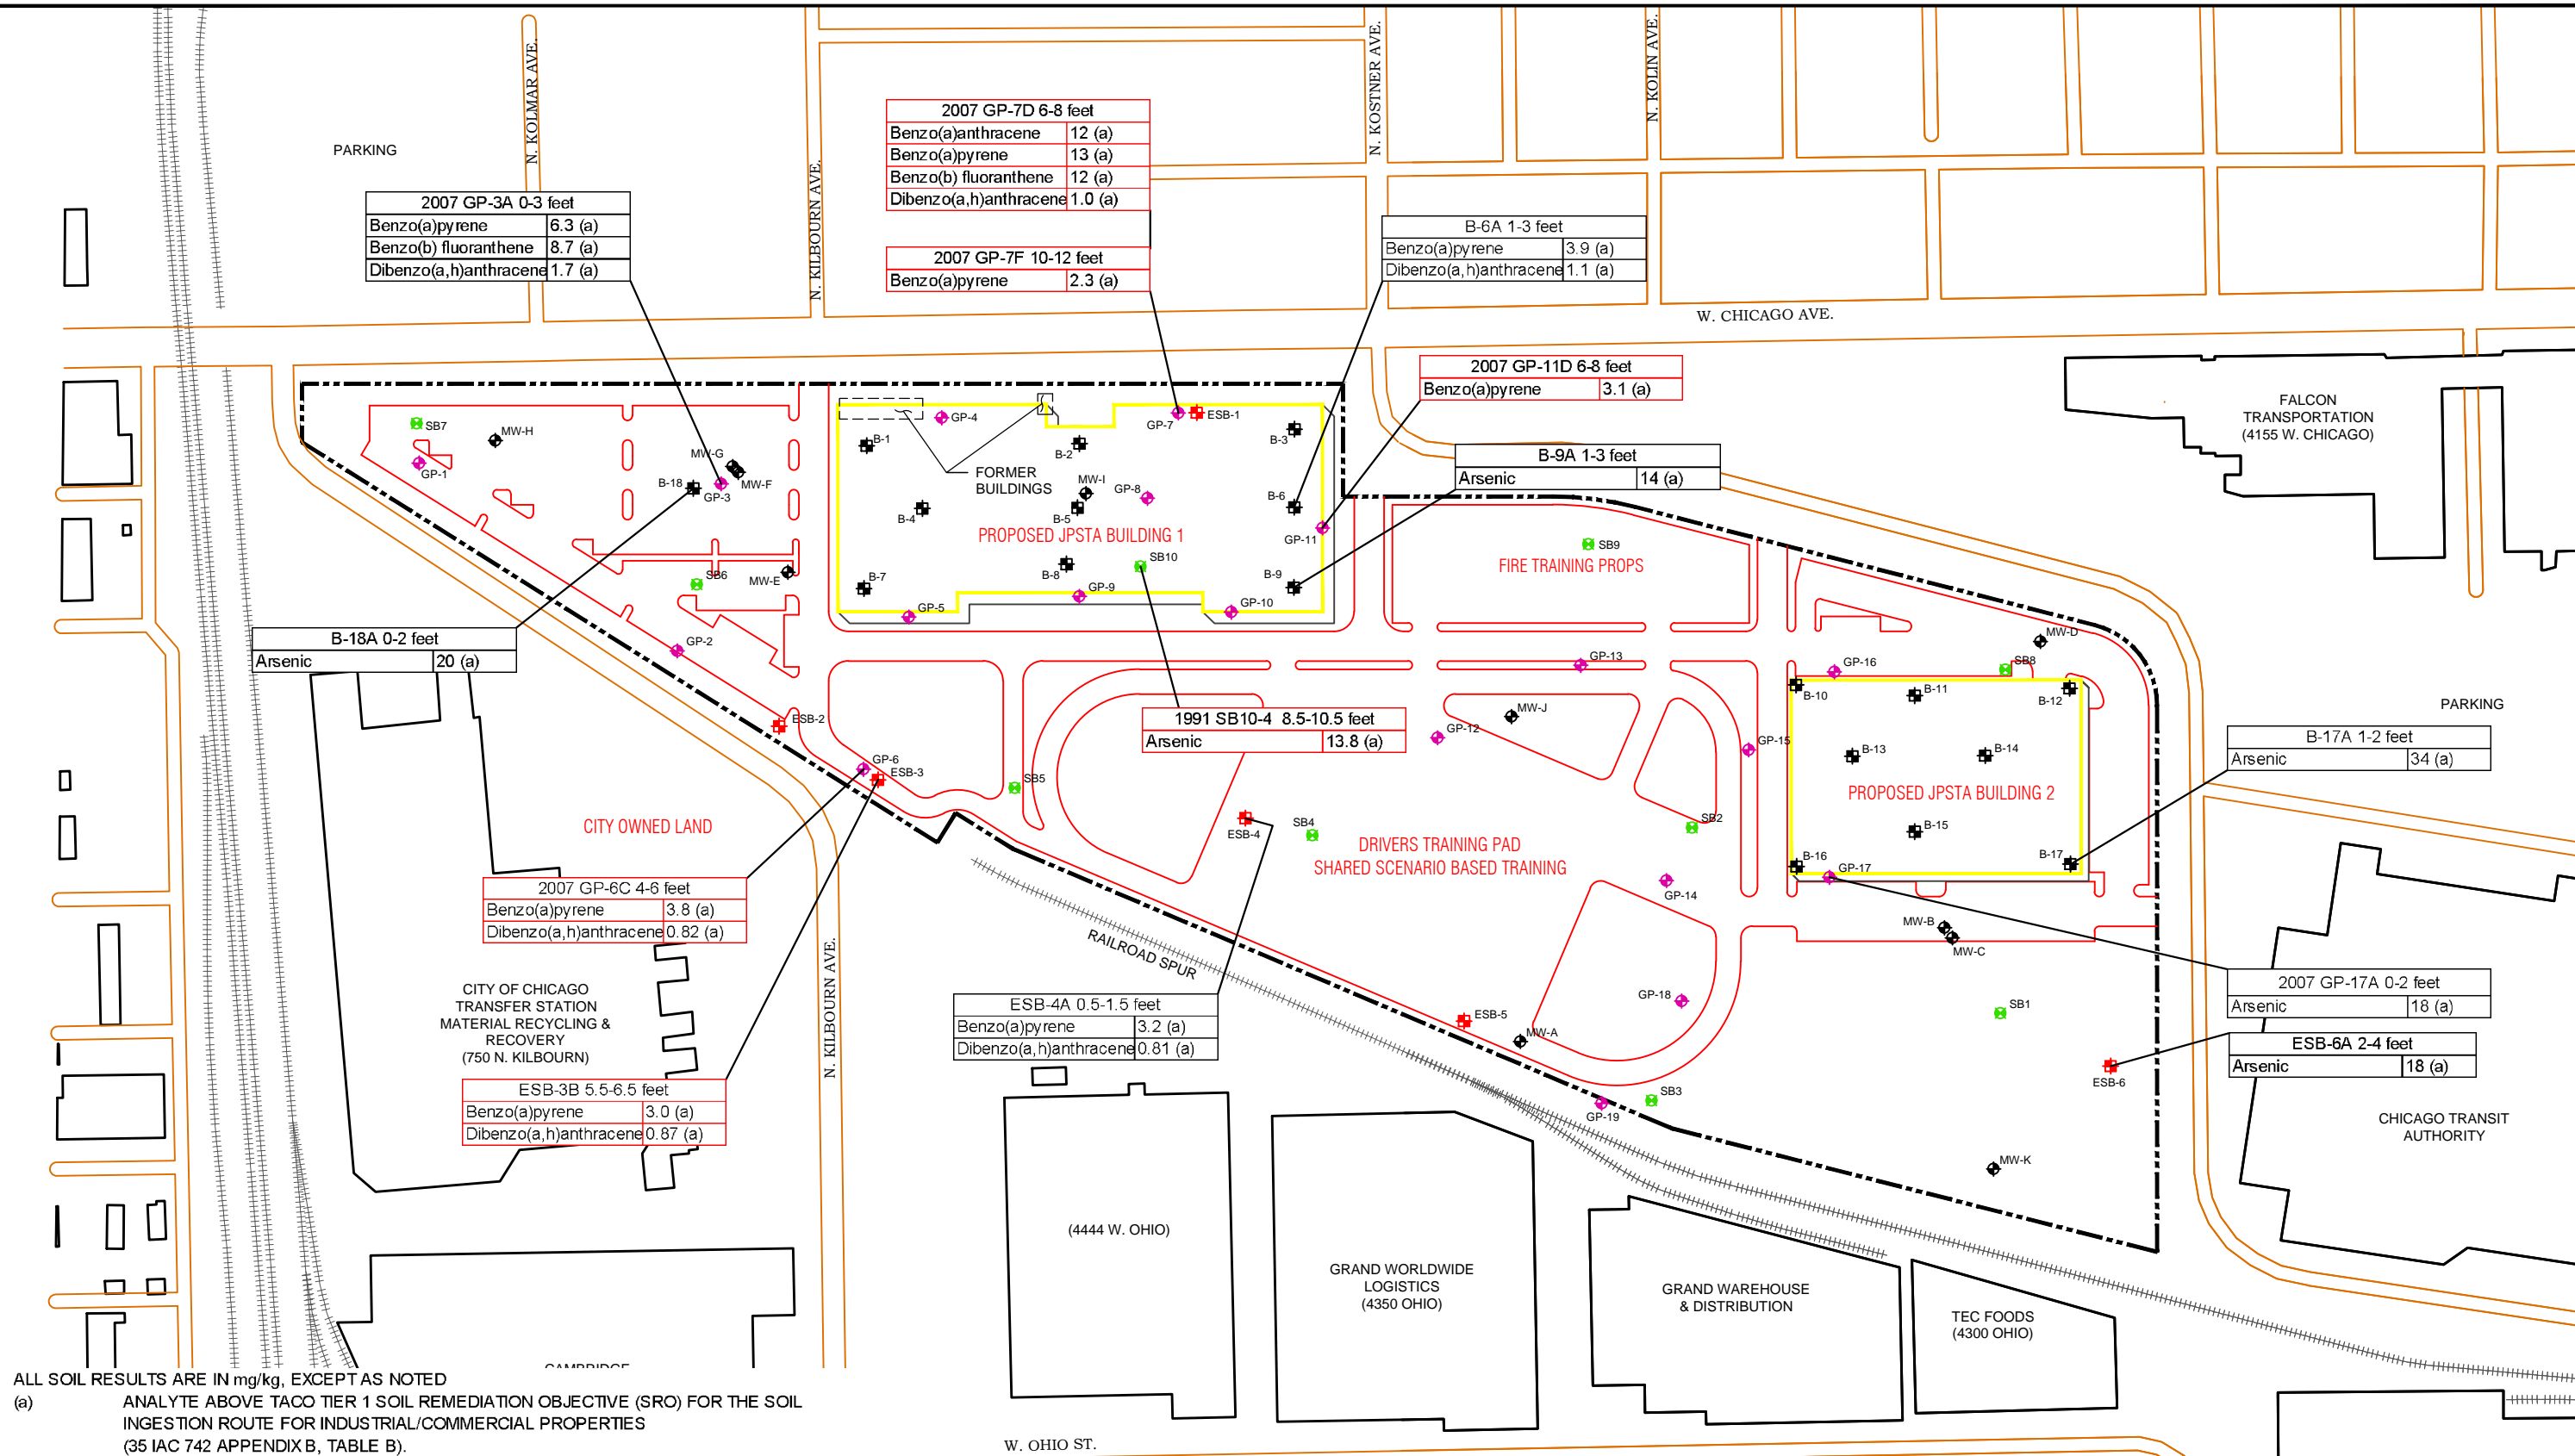 N. KOLMAR AVE.
N. KILBOURN AVE.
N. KOSTNER AVE.
N. KOLIN AVE.
PARKING
2007 GP-7D 6-8 feet
Benzo(a)anthracene 12 (a)
Benzo(a)pyrene 13 (a)
Benzo(b) fluoranthene 12 (a)
Dibenzo(a,h)anthracene 1.0 (a)
2007 GP-3A 0-3 feet
Benzo(a)pyrene 6.3 (a)
Benzo(b) fluoranthene 8.7 (a)
Dibenzo(a,h)anthracene 1.7 (a)
2007 GP-7F 10-12 feet
Benzo(a)pyrene 2.3 (a)
B-6A 1-3 feet
Benzo(a)pyrene 3.9 (a)
Dibenzo(a,h)anthracene 1.1 (a)
W. CHICAGO AVE.
2007 GP-11D 6-8 feet
Benzo(a)pyrene 3.1 (a)
FALCON
TRANSPORTATION
(4155 W. CHICAGO)
B-9A 1-3 feet
Arsenic 14 (a)
SB7
MW-H
GP-1
MW-G
MW-F
B-18
GP-3
GP-4
GP-7
ESB-1
B-1
B-2
B-3
FORMER
BUILDINGS
MW-I
GP-8
B-4
B-5
B-6
GP-11
PROPOSED JPSTA BUILDING 1
SB10
B-7
B-8
B-9
GP-5
GP-9
GP-10
SB6
MW-E
GP-2
SB9
FIRE TRAINING PROPS
B-18A 0-2 feet
Arsenic 20 (a)
GP-13
MW-D
GP-16
SB8
B-10
B-11
B-12
B-13
B-14
PROPOSED JPSTA BUILDING 2
B-15
B-16
B-17
GP-17
PARKING
ESB-2
1991 SB10-4 8.5-10.5 feet
Arsenic 13.8 (a)
MW-J
GP-12
GP-15
B-17A 1-2 feet
Arsenic 34 (a)
GP-6
ESB-3
SB5
CITY OWNED LAND
ESB-4
SB4
SB2
DRIVERS TRAINING PAD
SHARED SCENARIO BASED TRAINING
GP-14
2007 GP-6C 4-6 feet
Benzo(a)pyrene 3.8 (a)
Dibenzo(a,h)anthracene 0.82 (a)
RAILROAD SPUR
N. KILBOURN AVE.
MW-B
MW-C
2007 GP-17A 0-2 feet
Arsenic 18 (a)
CITY OF CHICAGO
TRANSFER STATION
MATERIAL RECYCLING &
RECOVERY
(750 N. KILBOURN)
ESB-4A 0.5-1.5 feet
Benzo(a)pyrene 3.2 (a)
Dibenzo(a,h)anthracene 0.81 (a)
GP-18
SB1
ESB-5
MW-A
ESB-6A 2-4 feet
Arsenic 18 (a)
ESB-6
ESB-3B 5.5-6.5 feet
Benzo(a)pyrene 3.0 (a)
Dibenzo(a,h)anthracene 0.87 (a)
SB3
GP-19
CHICAGO TRANSIT
AUTHORITY
MW-K
(4444 W. OHIO)
GRAND WORLDWIDE
LOGISTICS
(4350 OHIO)
GRAND WAREHOUSE
& DISTRIBUTION
TEC FOODS
(4300 OHIO)
CAMBRIDGE
ALL SOIL RESULTS ARE IN mg/kg, EXCEPT AS NOTED
(a) ANALYTE ABOVE TACO TIER 1 SOIL REMEDIATION OBJECTIVE (SRO) FOR THE SOIL
INGESTION ROUTE FOR INDUSTRIAL/COMMERCIAL PROPERTIES
(35 IAC 742 APPENDIX B, TABLE B).
W. OHIO ST.